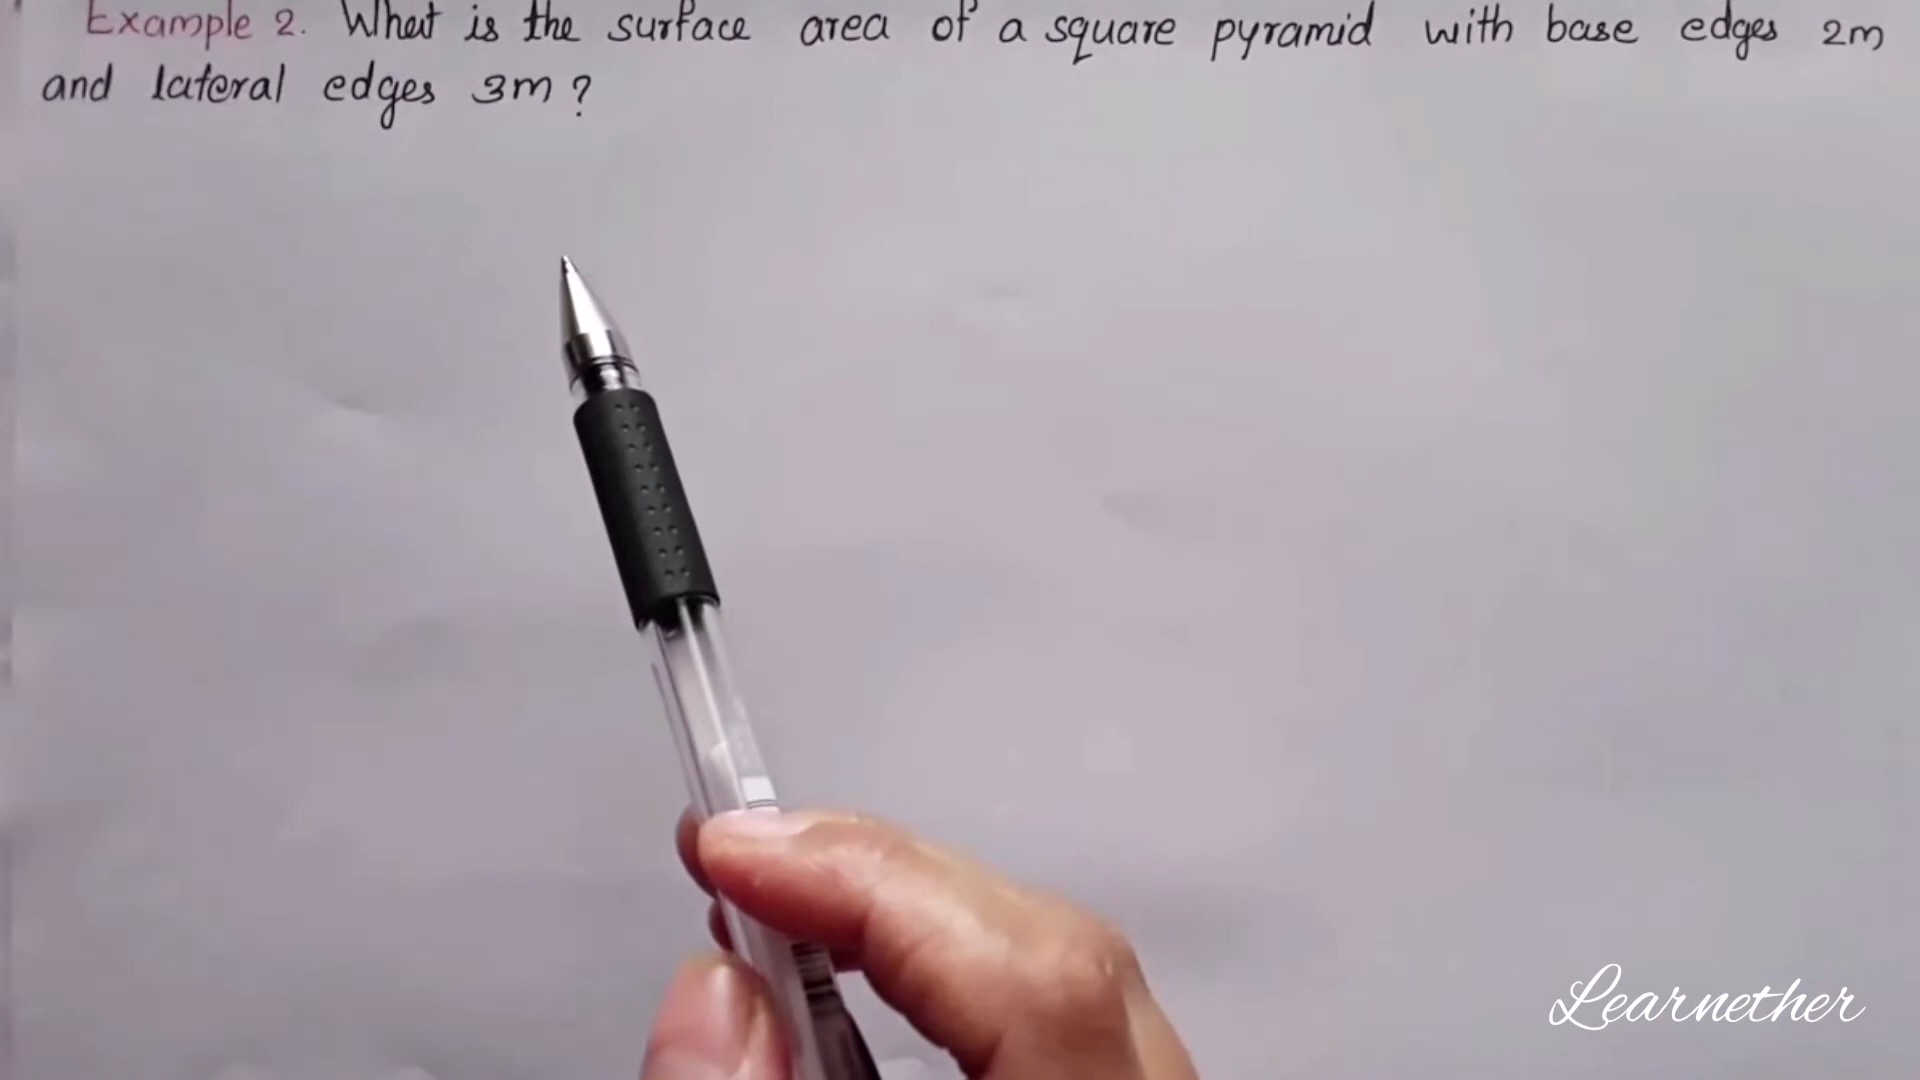 Example 2. What is the surface area of a square pyramid with base edges 2m
and lateral edges 3m?
Learnether